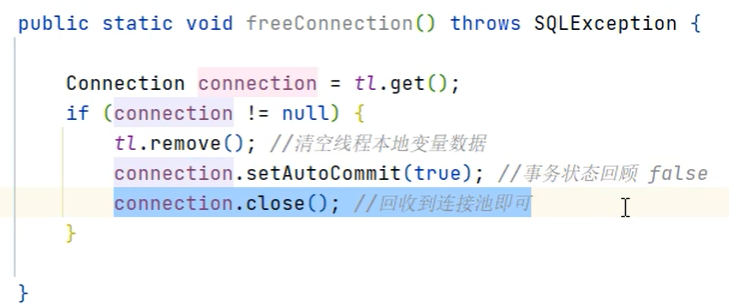 public static void freeConnection() throws SQLException {
Connection connection = tl.get();
if (connection != null) {
tl.remove(); //清空线程本地变量数据
connection.setAutoCommit(true); //事务状态回顾 false
connection.close(); //回收到连接池即可
}
}